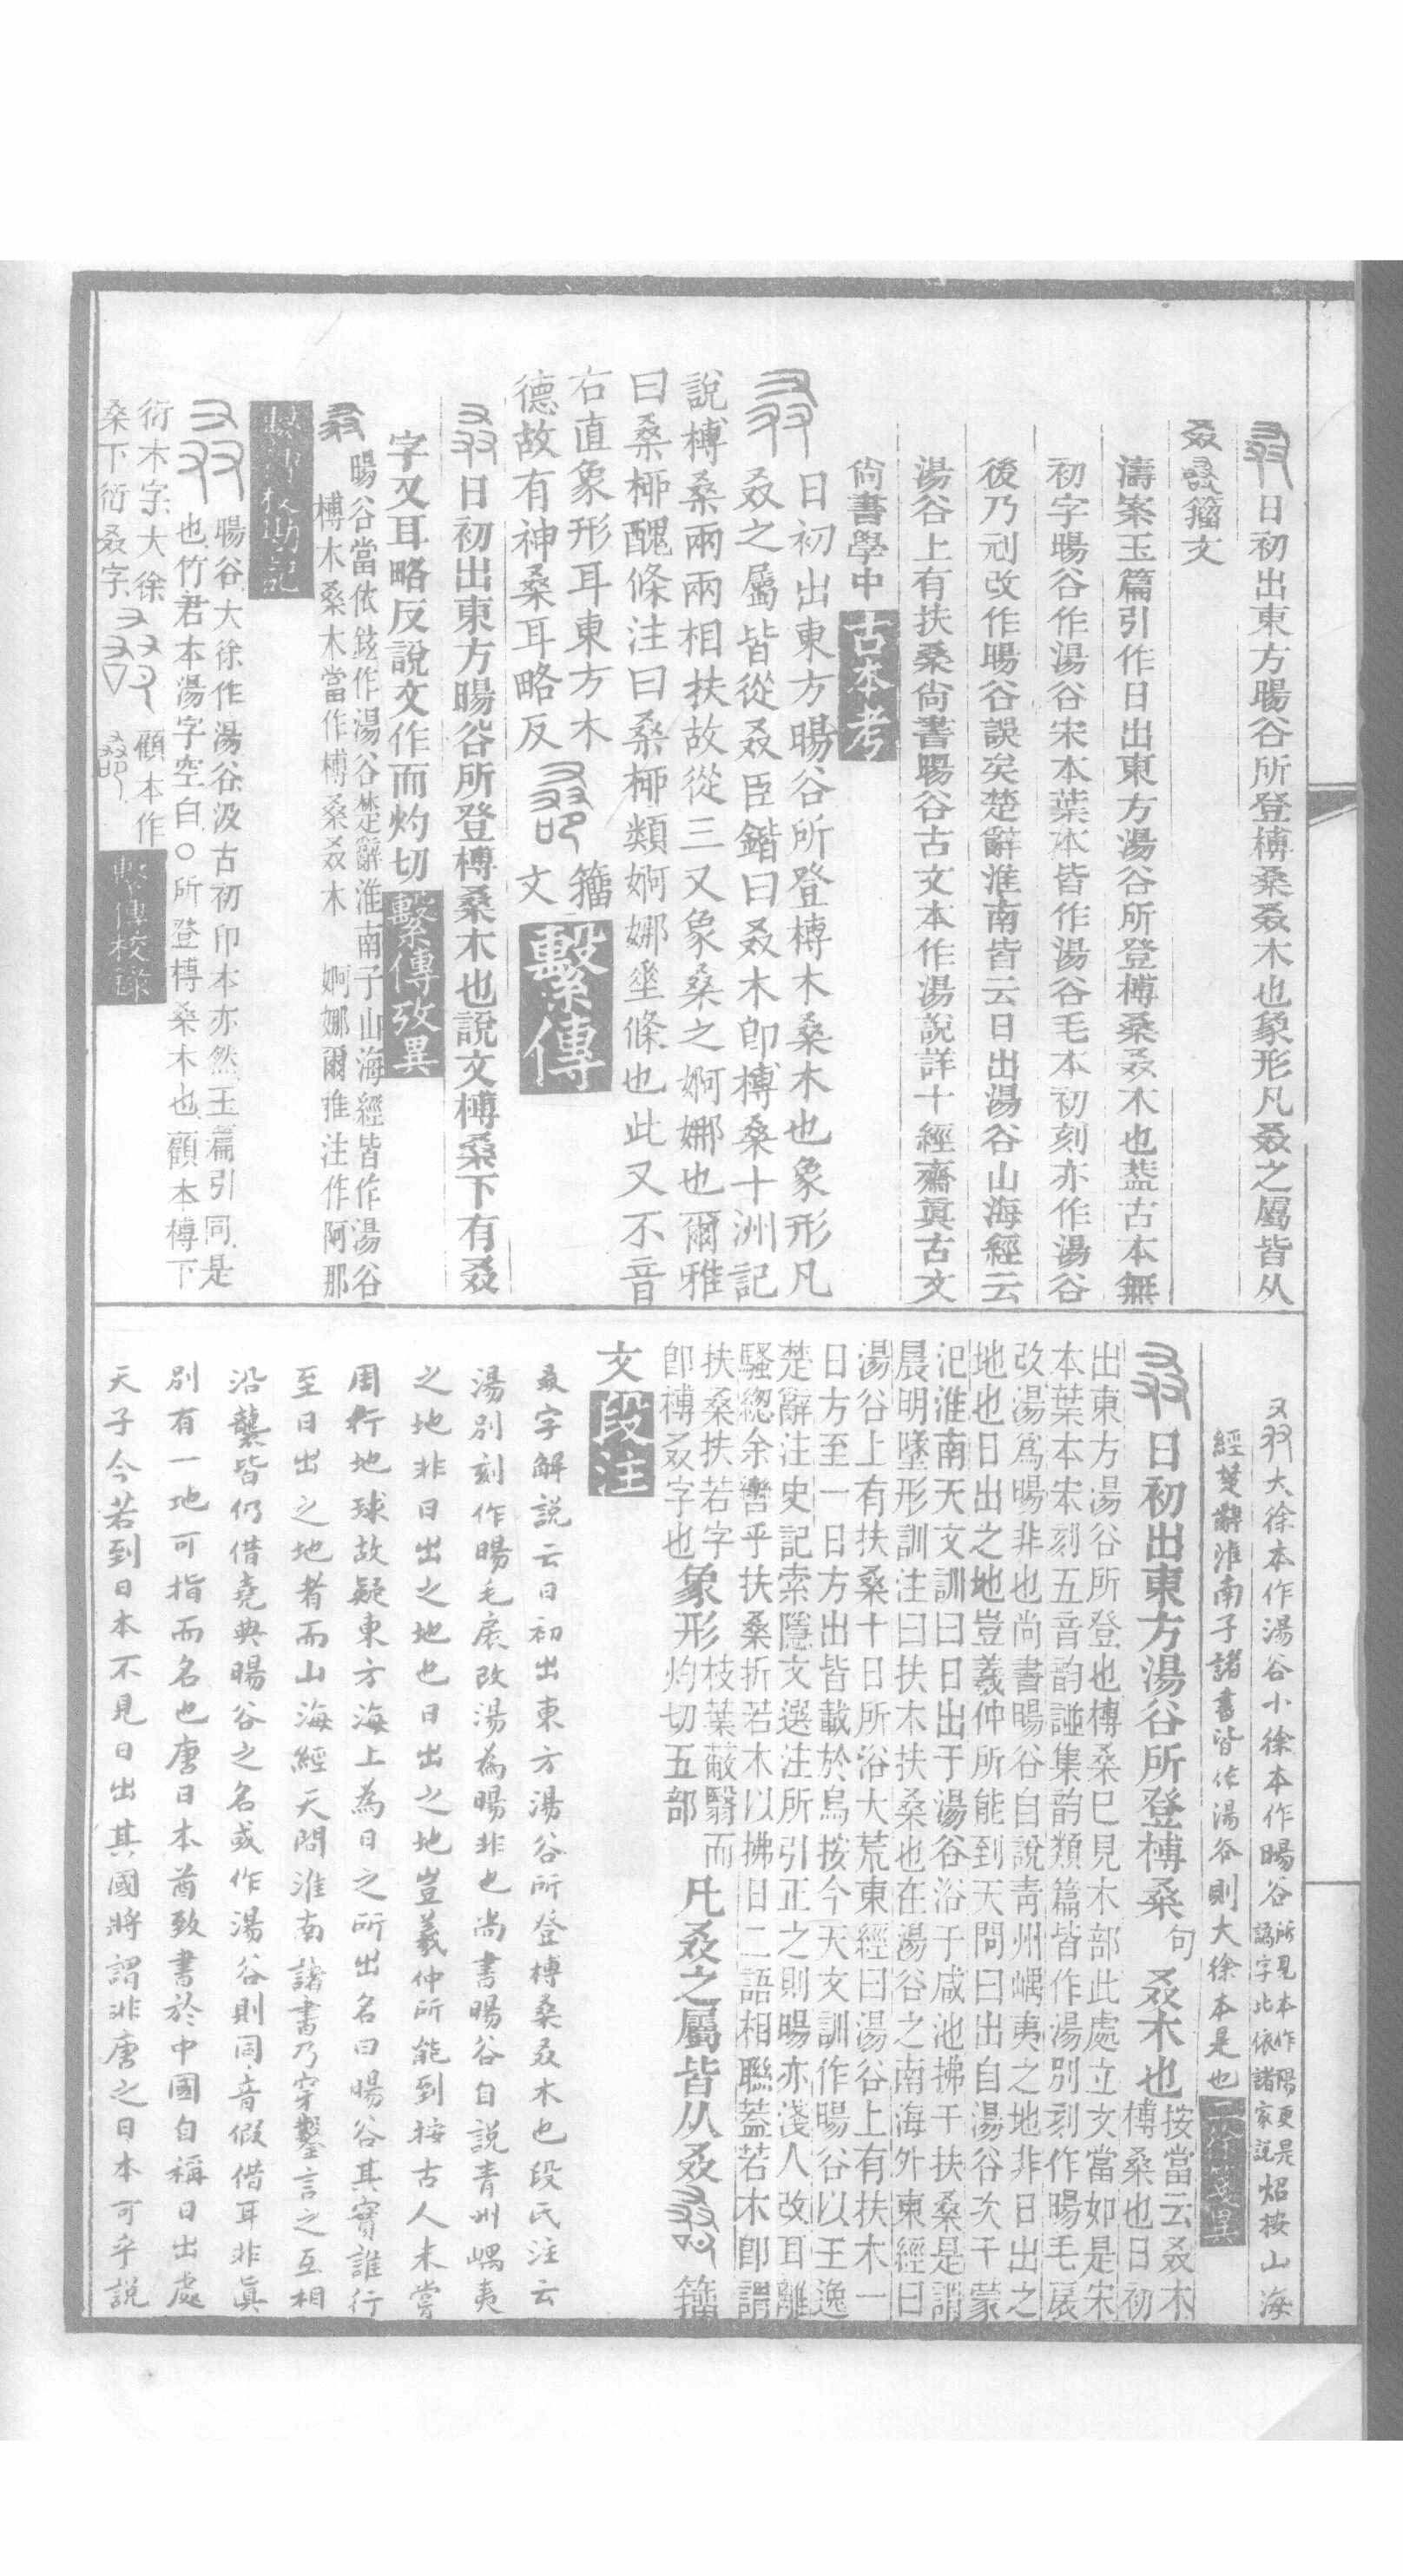 日初出東方暘谷所登榑桑叒木也象形凡叒之屬皆从
叒籀文
濤案玉篇引作日出東方湯谷所登榑桑叒木也葢古本無
初字暘谷作湯谷宋本葉本皆作湯谷毛本初刻亦作湯谷
後乃刓改作暘谷誤矣楚辭淮南皆云日出湯谷山海經云
湯谷上有扶桑尙書暘谷古文本作湯說詳十經齋眞古文
尙書學中 古本考
日初出東方暘谷所登榑木桑木也象形凡
叒之屬皆從叒臣鍇曰叒木卽榑桑十洲記
說榑桑兩兩相扶故從三又象桑之婀娜也爾雅
曰桑柳醜條注曰桑柳類婀娜垂條也此又不音
右直象形耳東方木
德故有神桑耳略反 籀
文 繫傳
日初出東方暘谷所登榑桑木也說文榑桑下有叒
字又耳略反說文作而灼切 繫傳攷異
叒 暘谷當依鉉作湯谷楚辭淮南子山海經皆作湯谷
榑木桑木當作榑桑叒木 婀娜爾雅注作阿那
繫傳校勘記
暘谷大徐作湯谷汲古初印本亦然玉篇引同是
也竹君本湯字空白○所登榑桑木也顧本榑下
衍木字大徐 顧本作
桑下衍叒字 繫傳校錄
大徐本作湯谷小徐本作暘谷 所見本作陽更是
譌字此依諸家說 炤按山海
經楚辭淮南子諸書皆作湯谷則大徐本是也 二徐箋異
日初出東方湯谷所登榑桑 句 叒木也 按當云叒木
榑桑也日初
出東方湯谷所登也榑桑巳見木部此處立文當如是宋
本葉本宋刻五音韵譜集韵類篇皆作湯別刻作暘毛扆
改湯爲暘非也尚書暘谷自說靑州嵎夷之地非日出之
地也日出之地豈羲仲所能到天問曰出自湯谷次于蒙
汜淮南天文訓曰日出于湯谷浴于咸池拂于扶桑是謂
晨明墬形訓注曰扶木扶桑也在湯谷之南海外東經曰
湯谷上有扶桑十日所浴大荒東經曰湯谷上有扶木一
日方至一日方出皆載於烏按今天文訓作暘谷以王逸
楚辭注史記索隱文選注所引正之則暘亦淺人改耳離
騷緫余轡乎扶桑折若木以拂日二語相聯葢若木卽謂
扶桑扶若字
卽榑叒字也 象形 枝葉蔽翳而
灼切五部 凡叒之屬皆从叒 籀
文 段注
叒字解說云日初出東方湯谷所登榑桑叒木也段氏注云
湯別刻作暘毛扆改湯為暘非也尚書暘谷自說青州嵎夷
之地非日出之地也日出之地豈羲仲所能到按古人未嘗
周行地球故疑東方海上為日之所出名曰暘谷其實誰行
至日出之地者而山海經天問淮南諸書乃穿鑿言之互相
沿襲皆仍借堯典暘谷之名或作湯谷則同音假借耳非眞
別有一地可指而名也唐日本酋致書於中國自稱日出處
天子今若到日本不見日出其國將謂非唐之日本可乎說